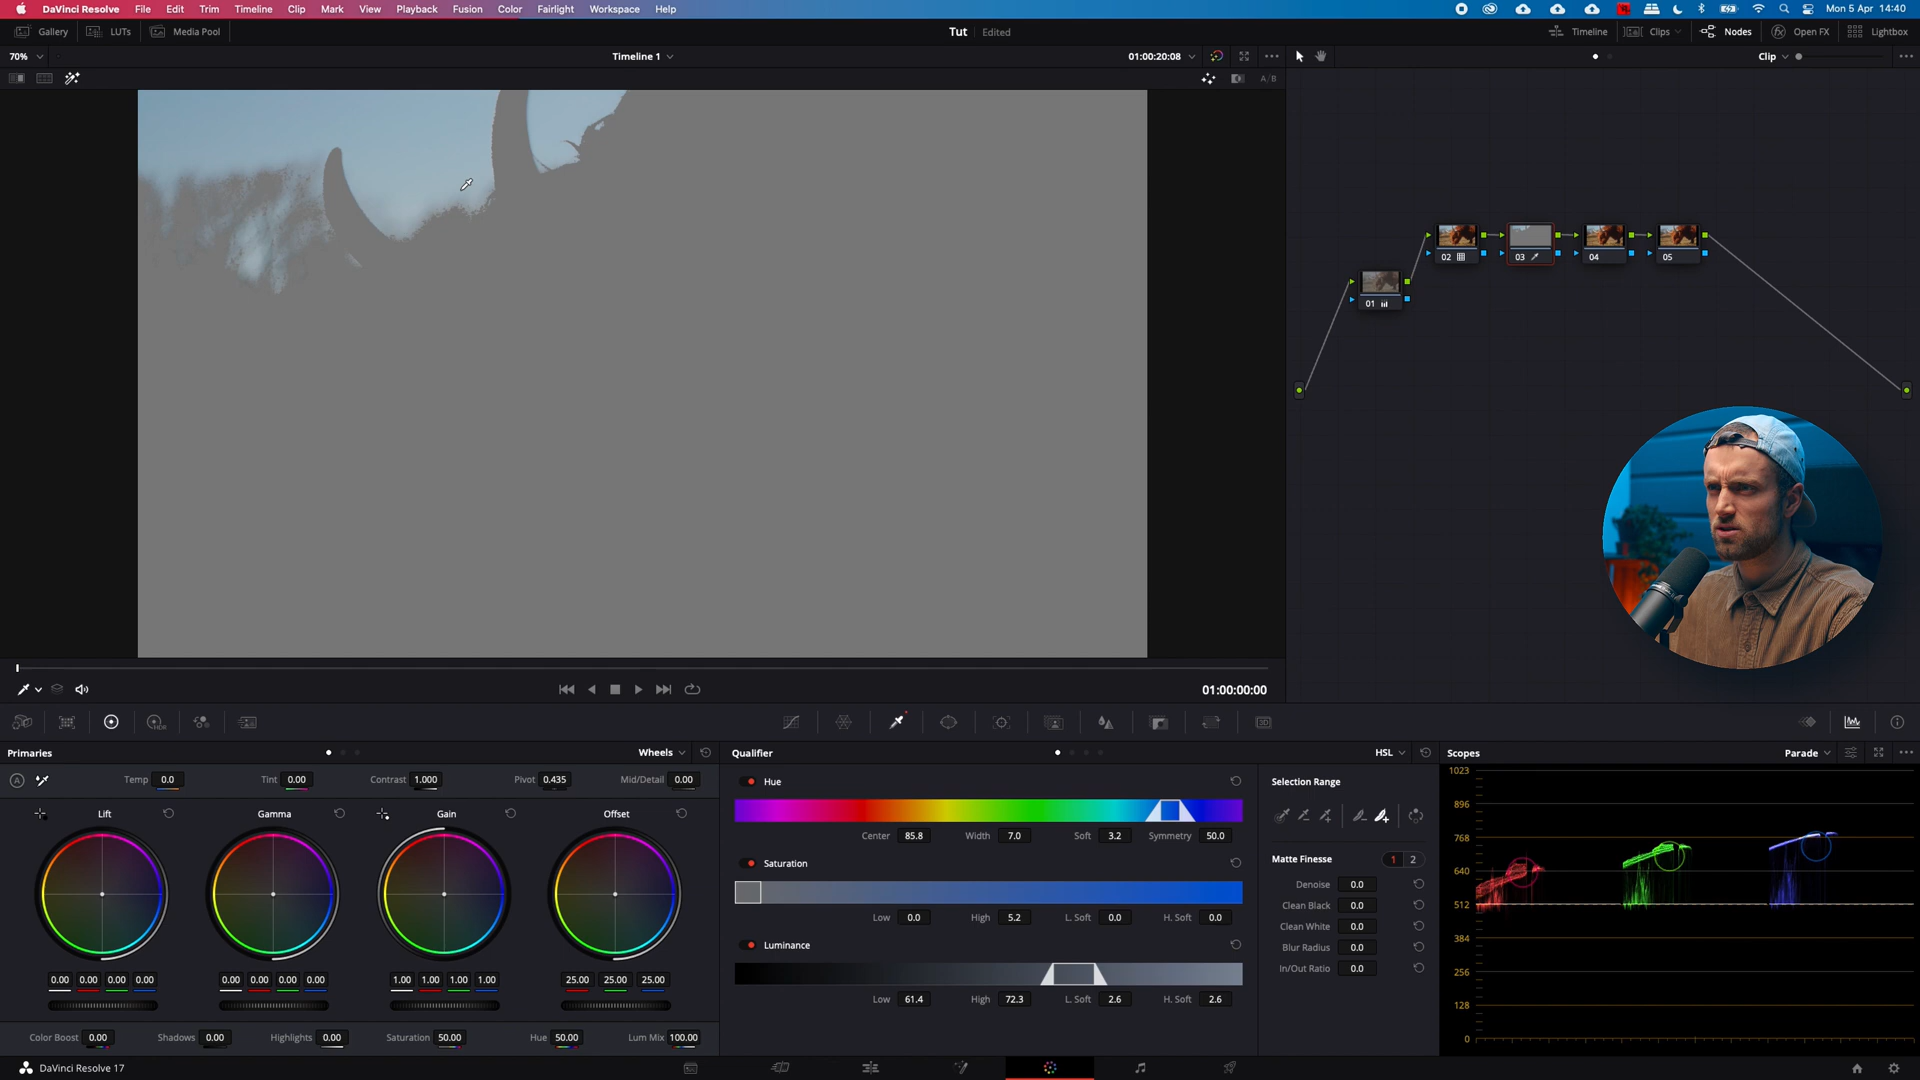 DaVinci Resolve File Edit Trim Timeline Clip Mark View Playback Fusion Color Fairlight Workspace Help Mon 5 Apr 14:40
Gallery LUTs Media Pool Tut Edited Timeline Clips Nodes Open FX Lightbox
70% Timeline 1 01:00:20:08 Clip
A/B
02 03 04 05
01
01:00:00:00
Primaries Wheels Qualifier HSL Scopes Parade
A Temp 0.0 Tint 0.00 Contrast 1.000 Pivot 0.435 Mid/Detail 0.00 Hue Selection Range 1023
896
Lift Gamma Gain Offset
Center 85.8 Width 7.0 Soft 3.2 Symmetry 50.0 768
Saturation Matte Finesse 1 2 640
Denoise 0.0
Clean Black 0.0 512
Low 0.0 High 5.2 L. Soft 0.0 H. Soft 0.0 Clean White 0.0
384
Luminance Blur Radius 0.0
In/Out Ratio 0.0 256
0.00 0.00 0.00 0.00 0.00 0.00 0.00 0.00 1.00 1.00 1.00 1.00 25.00 25.00 25.00
Low 61.4 High 72.3 L. Soft 2.6 H. Soft 2.6 128
Color Boost 0.00 Shadows 0.00 Highlights 0.00 Saturation 50.00 Hue 50.00 Lum Mix 100.00 0
DaVinci Resolve 17